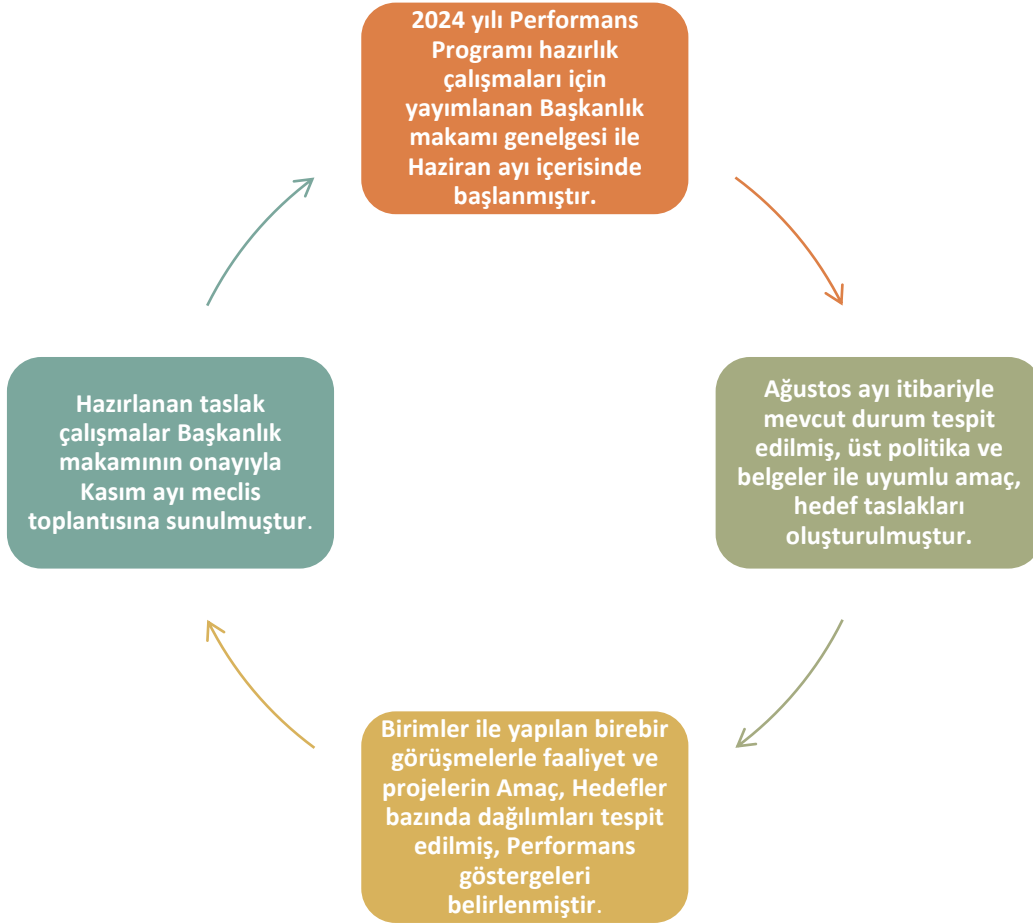 2024 yılı Performans
Programı hazırlık
çalışmaları için
yayımlanan Başkanlık
makamı genelgesi ile
Haziran ayı içerisinde
başlanmıştır.
Ağustos ayı itibariyle
mevcut durum tespit
edilmiş, üst politika ve
belgeler ile uyumlu amaç,
hedef taslakları
oluşturulmuştur.
Birimler ile yapılan birebir
görüşmelerle faaliyet ve
projelerin Amaç, Hedefler
bazında dağılımları tespit
edilmiş, Performans
göstergeleri
belirlenmiştir.
Hazırlanan taslak
çalışmalar Başkanlık
makamının onayıyla
Kasım ayı meclis
toplantısına sunulmuştur.